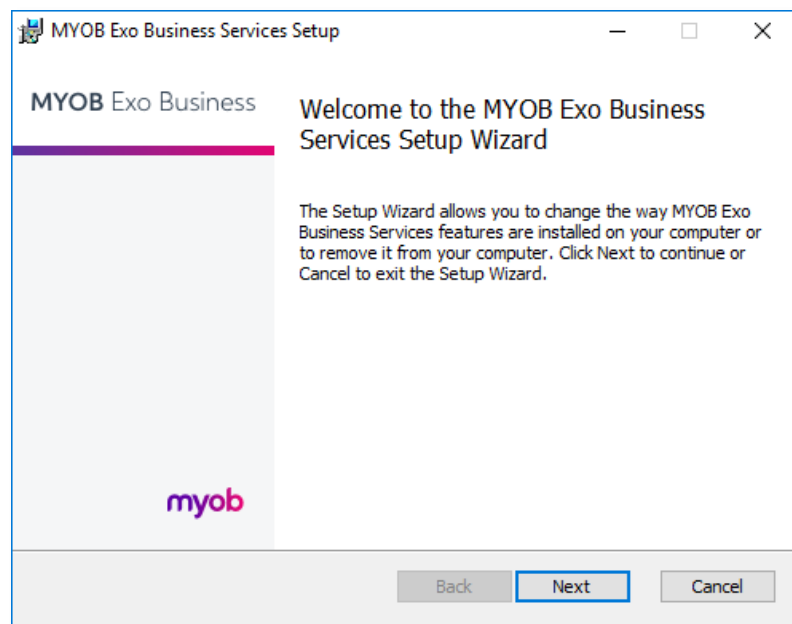 MYOB Exo Business Services Setup
MYOB Exo Business
Welcome to the MYOB Exo Business
Services Setup Wizard
The Setup Wizard allows you to change the way MYOB Exo
Business Services features are installed on your computer or
to remove it from your computer. Click Next to continue or
Cancel to exit the Setup Wizard.
myob
Back Next Cancel